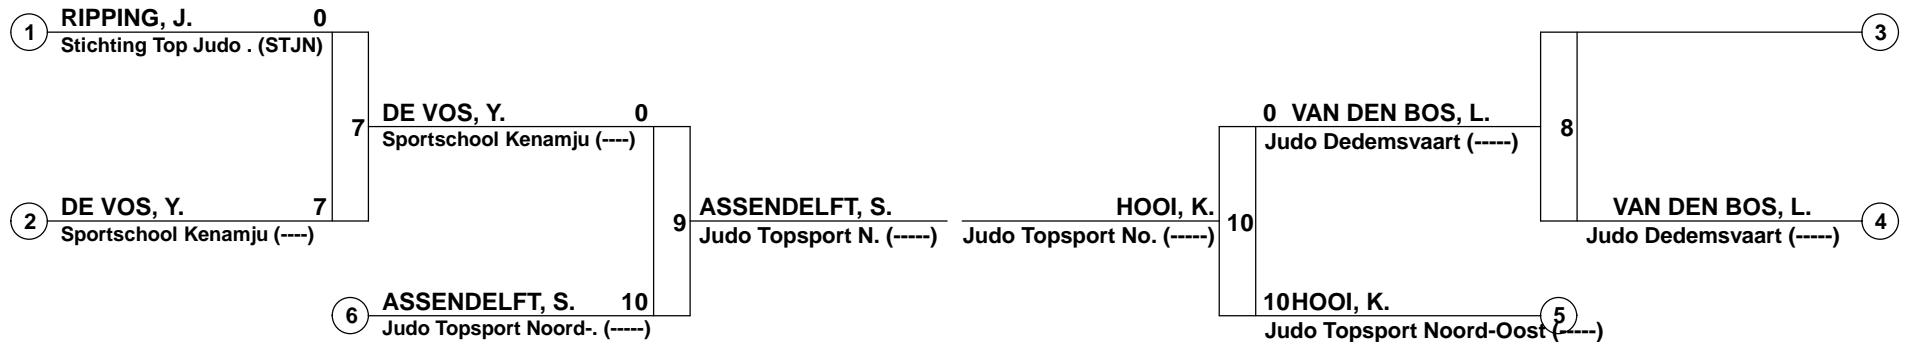 1 RIPPING, J. 0
Stichting Top Judo . (STJN)
7
2 DE VOS, Y. 7
Sportschool Kenamju (----)
DE VOS, Y. 0
Sportschool Kenamju (----)
9
6 ASSENDELFT, S. 10
Judo Topsport Noord-. (-----)
ASSENDELFT, S.
Judo Topsport N. (-----)
HOOI, K.
Judo Topsport No. (-----)
10
0 VAN DEN BOS, L.
Judo Dedemsvaart (-----)
10 HOOI, K. 5
Judo Topsport Noord-Oost (-----)
8
3
VAN DEN BOS, L. 4
Judo Dedemsvaart (-----)